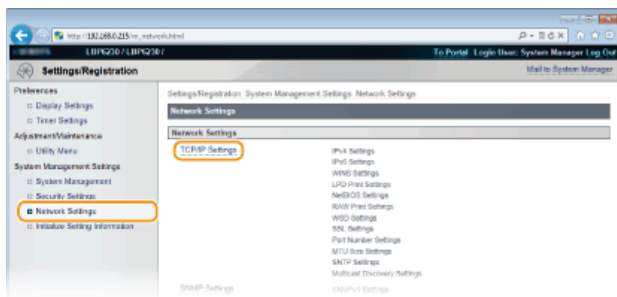 http://192.168.0.215/m_network.html
LBP6230 / LBP6230 /
To Portal Login User: System Manager Log Out
Settings/Registration
Mail to System Manager
Preferences
Display Settings
Timer Settings
Adjustment/Maintenance
Utility Menu
System Management Settings
System Management
Security Settings
Network Settings
Initialize Setting Information
Settings/Registration: System Management Settings: Network Settings
Network Settings
Network Settings
TCP/IP Settings
IPv4 Settings
IPv6 Settings
WINS Settings
LPD Print Settings
NetBIOS Settings
RAW Print Settings
WSD Settings
SSL Settings
Port Number Settings
MTU Size Settings
SNTP Settings
Multicast Discovery Settings
SNMP Settings
SNMPv1 Settings